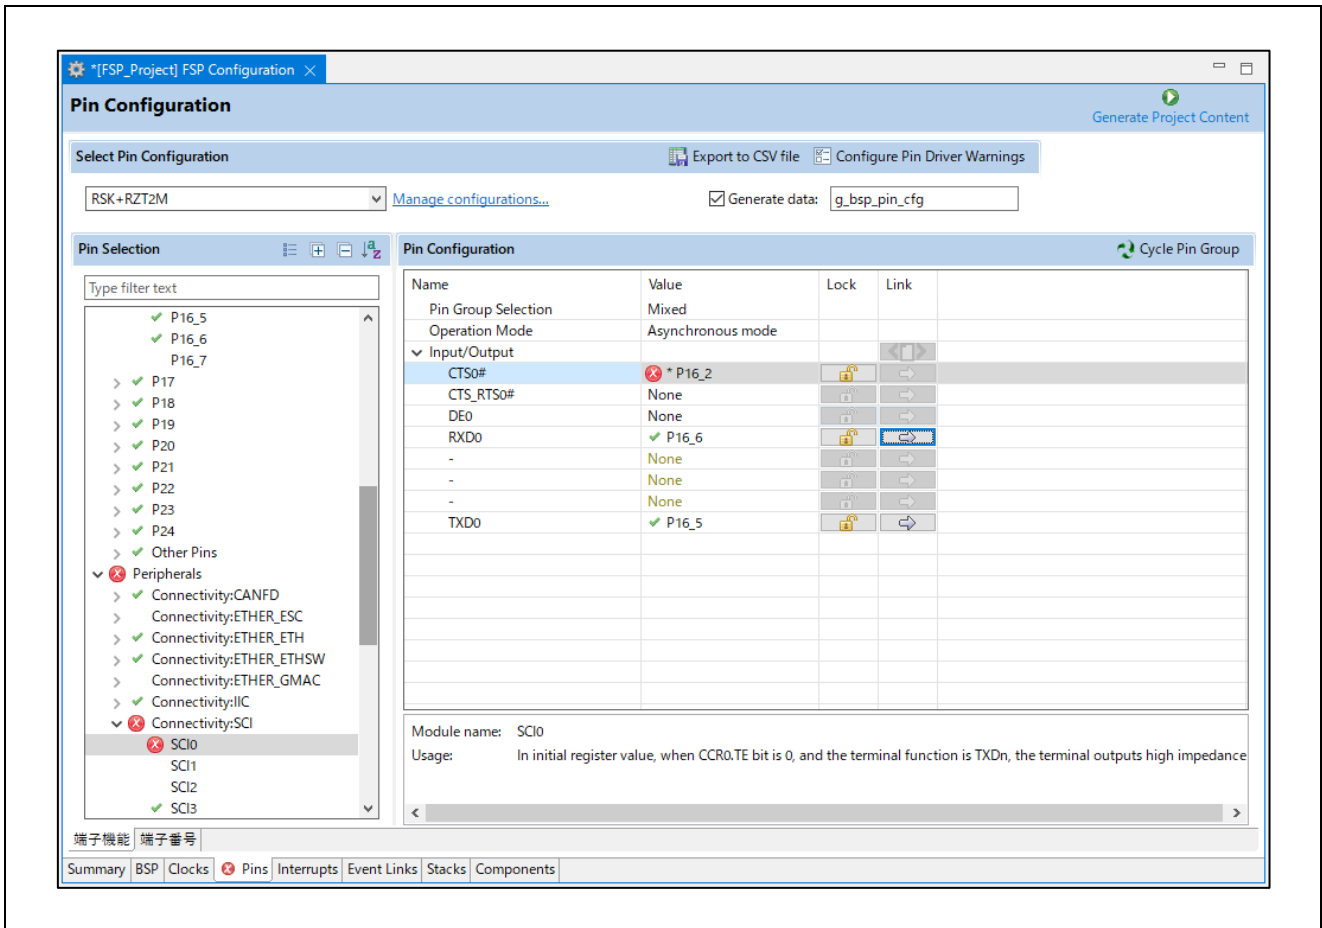 *[FSP_Project] FSP Configuration
Pin Configuration
Generate Project Content
Select Pin Configuration
Export to CSV file
Configure Pin Driver Warnings
RSK+RZT2M
Manage configurations...
Generate data:
g_bsp_pin_cfg
Pin Selection
Type filter text
P16_5
P16_6
P16_7
P17
P18
P19
P20
P21
P22
P23
P24
Other Pins
Peripherals
Connectivity:CANFD
Connectivity:ETHER_ESC
Connectivity:ETHER_ETH
Connectivity:ETHER_ETHSW
Connectivity:ETHER_GMAC
Connectivity:IIC
Connectivity:SCI
SCI0
SCI1
SCI2
SCI3
Pin Configuration
Cycle Pin Group
Name Value Lock Link
Pin Group Selection Mixed
Operation Mode Asynchronous mode
Input/Output
CTS0# * P16_2
CTS_RTS0# None
DE0 None
RXD0 P16_6
- None
- None
- None
TXD0 P16_5
Module name: SCI0
Usage: In initial register value, when CCR0.TE bit is 0, and the terminal function is TXDn, the terminal outputs high impedance
端子機能 端子番号
Summary BSP Clocks Pins Interrupts Event Links Stacks Components